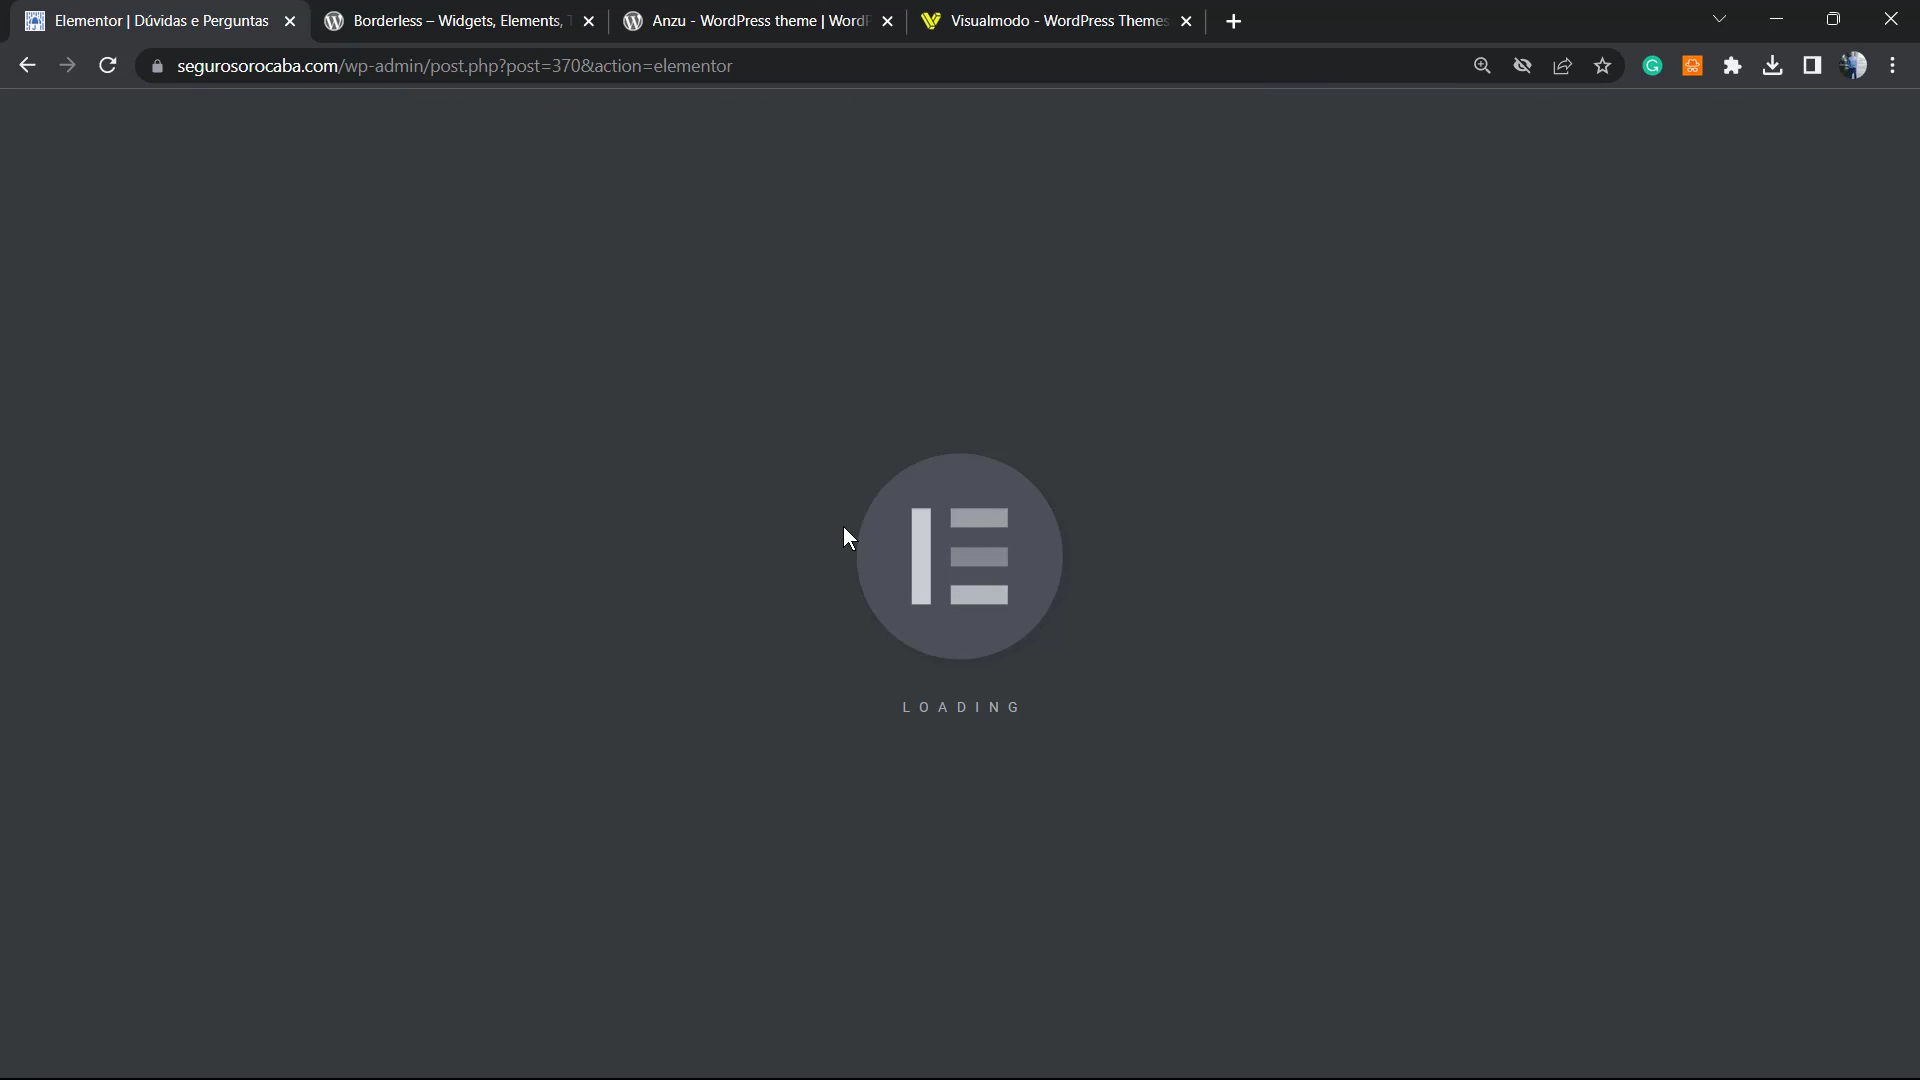 Elementor | Dúvidas e Perguntas
Borderless – Widgets, Elements,
Anzu - WordPress theme | Word
Visualmodo - WordPress Themes
segurosorocaba.com/wp-admin/post.php?post=370&action=elementor
LOADING